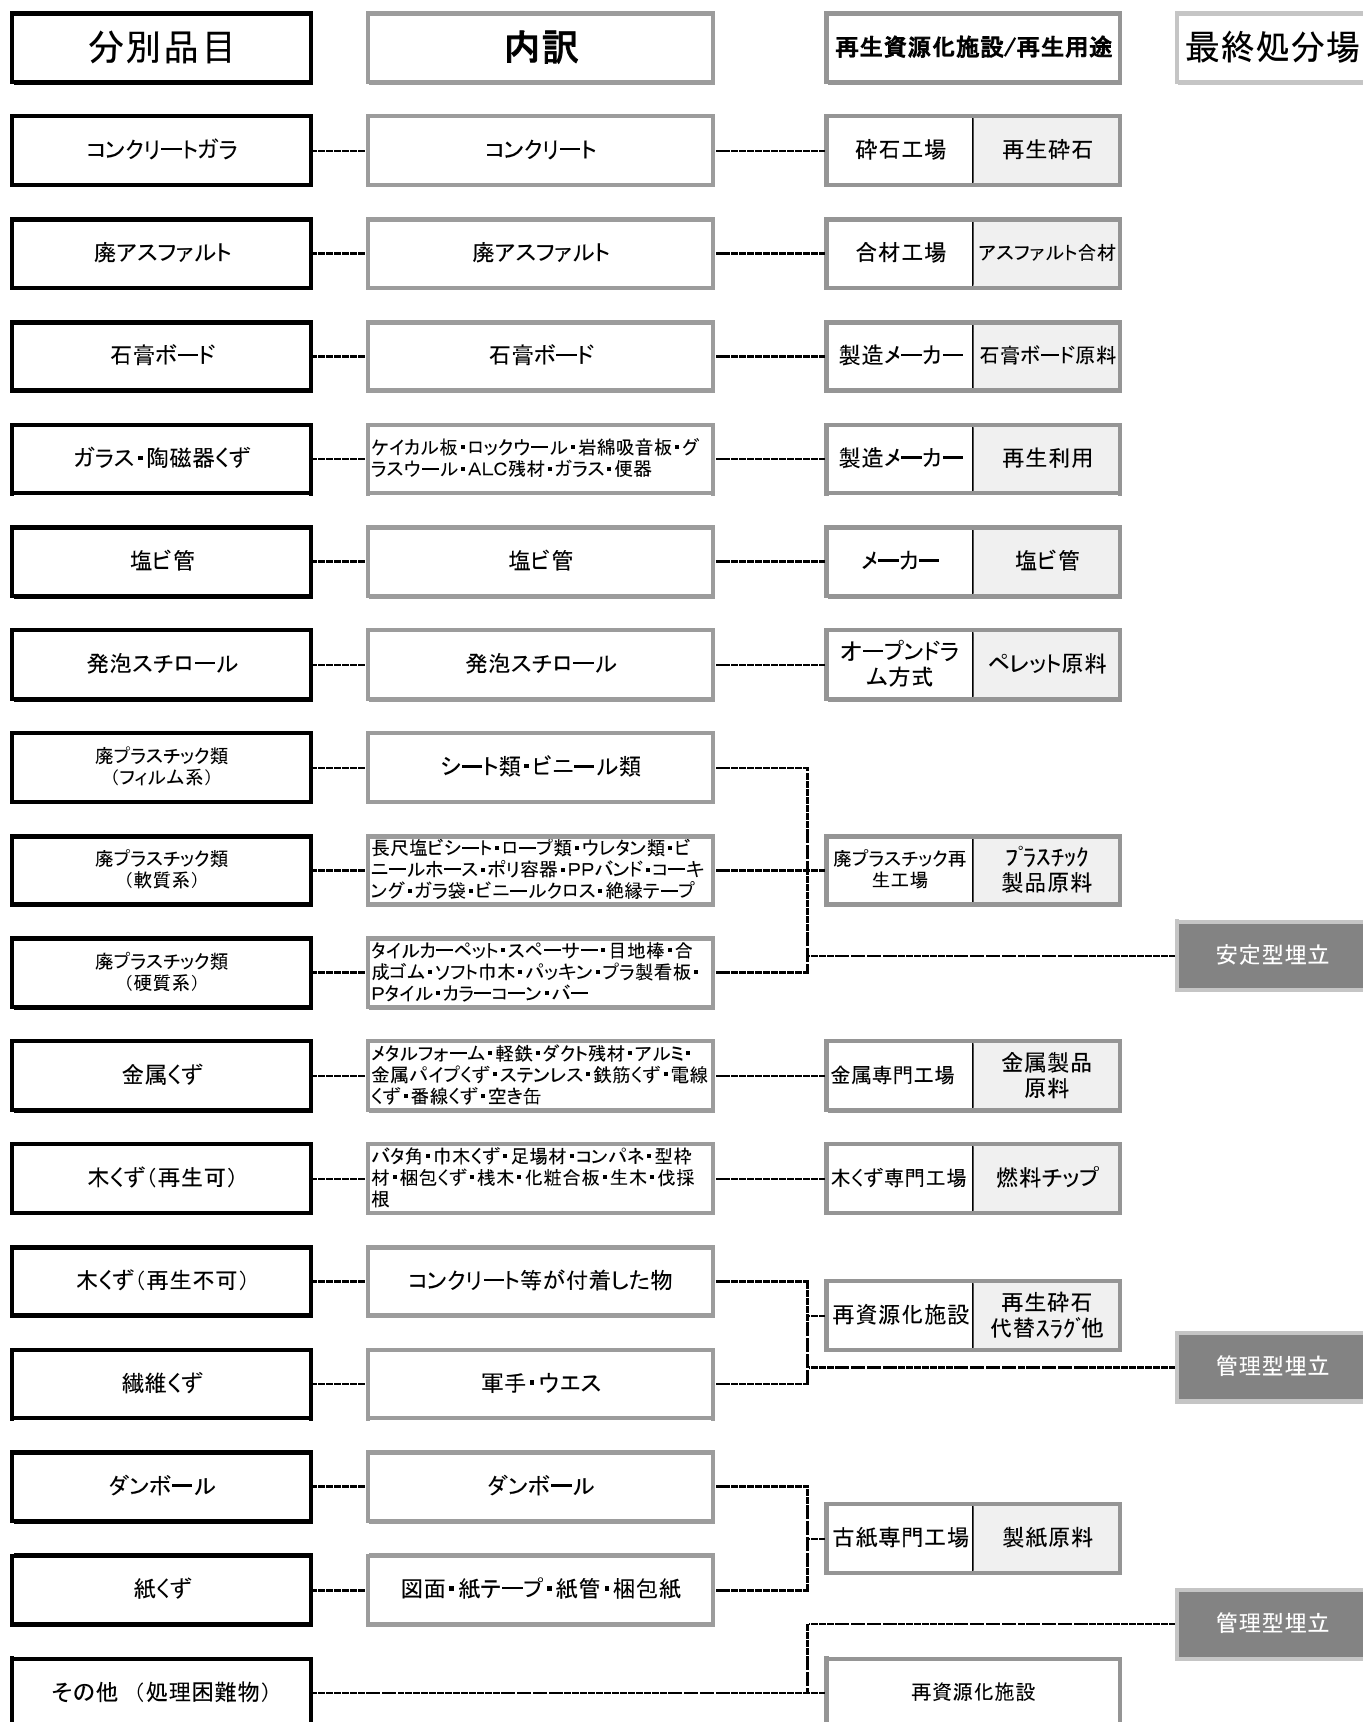 分別品目
内訳
再生資源化施設/再生用途
最終処分場
コンクリートガラ
コンクリート
砕石工場
再生砕石
廃アスファルト
廃アスファルト
合材工場
アスファルト合材
石膏ボード
石膏ボード
製造メーカー
石膏ボード原料
ガラス・陶磁器くず
ケイカル板・ロックウール・岩綿吸音板・グ
ラスウール・ALC残材・ガラス・便器
製造メーカー
再生利用
塩ビ管
塩ビ管
メーカー
塩ビ管
発泡スチロール
発泡スチロール
オープンドラ
ム方式
ペレット原料
廃プラスチック類
(フィルム系)
シート類・ビニール類
廃プラスチック類
(軟質系)
長尺塩ビシート・ロープ類・ウレタン類・ビ
ニールホース・ポリ容器・PPバンド・コーキ
ング・ガラ袋・ビニールクロス・絶縁テープ
廃プラスチック再
生工場
プラスチック
製品原料
廃プラスチック類
(硬質系)
タイルカーペット・スペーサー・目地棒・合
成ゴム・ソフト巾木・パッキン・プラ製看板・
Pタイル・カラーコーン・バー
安定型埋立
金属くず
メタルフォーム・軽鉄・ダクト残材・アルミ・
金属パイプくず・ステンレス・鉄筋くず・電線
くず・番線くず・空き缶
金属専門工場
金属製品
原料
木くず(再生可)
バタ角・巾木くず・足場材・コンパネ・型枠
材・梱包くず・桟木・化粧合板・生木・伐採
根
木くず専門工場
燃料チップ
木くず(再生不可)
コンクリート等が付着した物
再資源化施設
再生砕石
代替スラグ他
管理型埋立
繊維くず
軍手・ウエス
ダンボール
ダンボール
古紙専門工場
製紙原料
紙くず
図面・紙テープ・紙管・梱包紙
管理型埋立
その他 (処理困難物)
再資源化施設